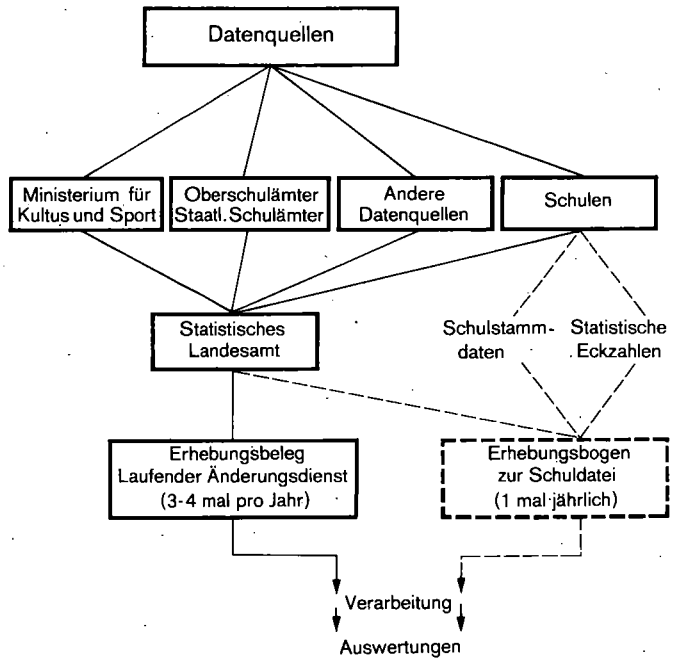 Datenquellen
Ministerium für
Kultus und Sport
Oberschulämter
Staatl. Schulämter
Andere
Datenquellen
Schulen
Statistisches
Landesamt
Schulstamm-
daten
Statistische
Eckzahlen
Erhebungsbeleg
Laufender Änderungsdienst
(3-4 mal pro Jahr)
Erhebungsbogen
zur Schuldatei
(1 mal jährlich)
Verarbeitung
Auswertungen